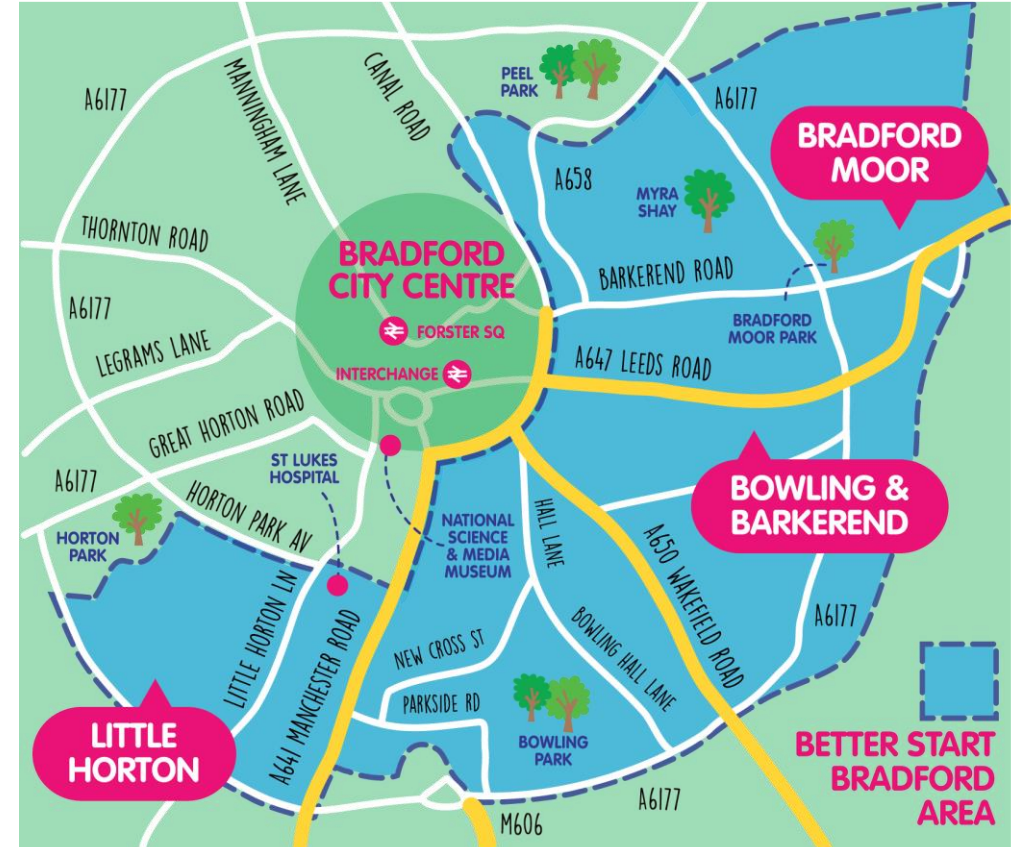 A6177
MANNINGHAM LANE
CANAL ROAD
PEEL
PARK
A6177
BRADFORD
MOOR
A658
MYRA
SHAY
THORNTON ROAD
BRADFORD
CITY CENTRE
BARKEREND ROAD
A6177
FORSTER SQ
BRADFORD
MOOR PARK
LEGRAMS LANE
INTERCHANGE
A647 LEEDS ROAD
GREAT HORTON ROAD
ST LUKES
HOSPITAL
A6177
HORTON PARK AV
HORTON
PARK
NATIONAL
SCIENCE
& MEDIA
MUSEUM
HALL LANE
BOWLING &
BARKEREND
A650 WAKEFIELD ROAD
LITTLE HORTON LN
A641 MANCHESTER ROAD
NEW CROSS ST
BOWLING HALL LANE
A6177
PARKSIDE RD
LITTLE
HORTON
BOWLING
PARK
BETTER START
BRADFORD
AREA
A6177
M606